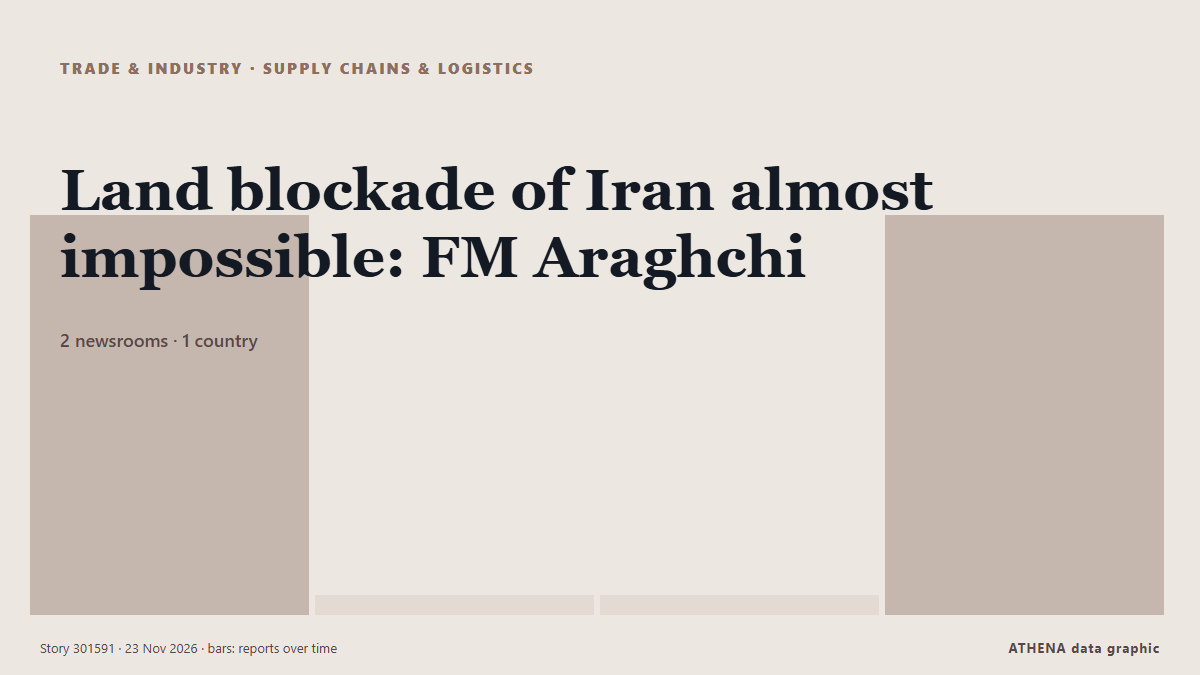 TRADE & INDUSTRY · SUPPLY CHAINS & LOGISTICS
Land blockade of Iran almost
impossible: FM Araghchi
2 newsrooms · 1 country
Story 301591 · 23 Nov 2026 · bars: reports over time
ATHENA data graphic